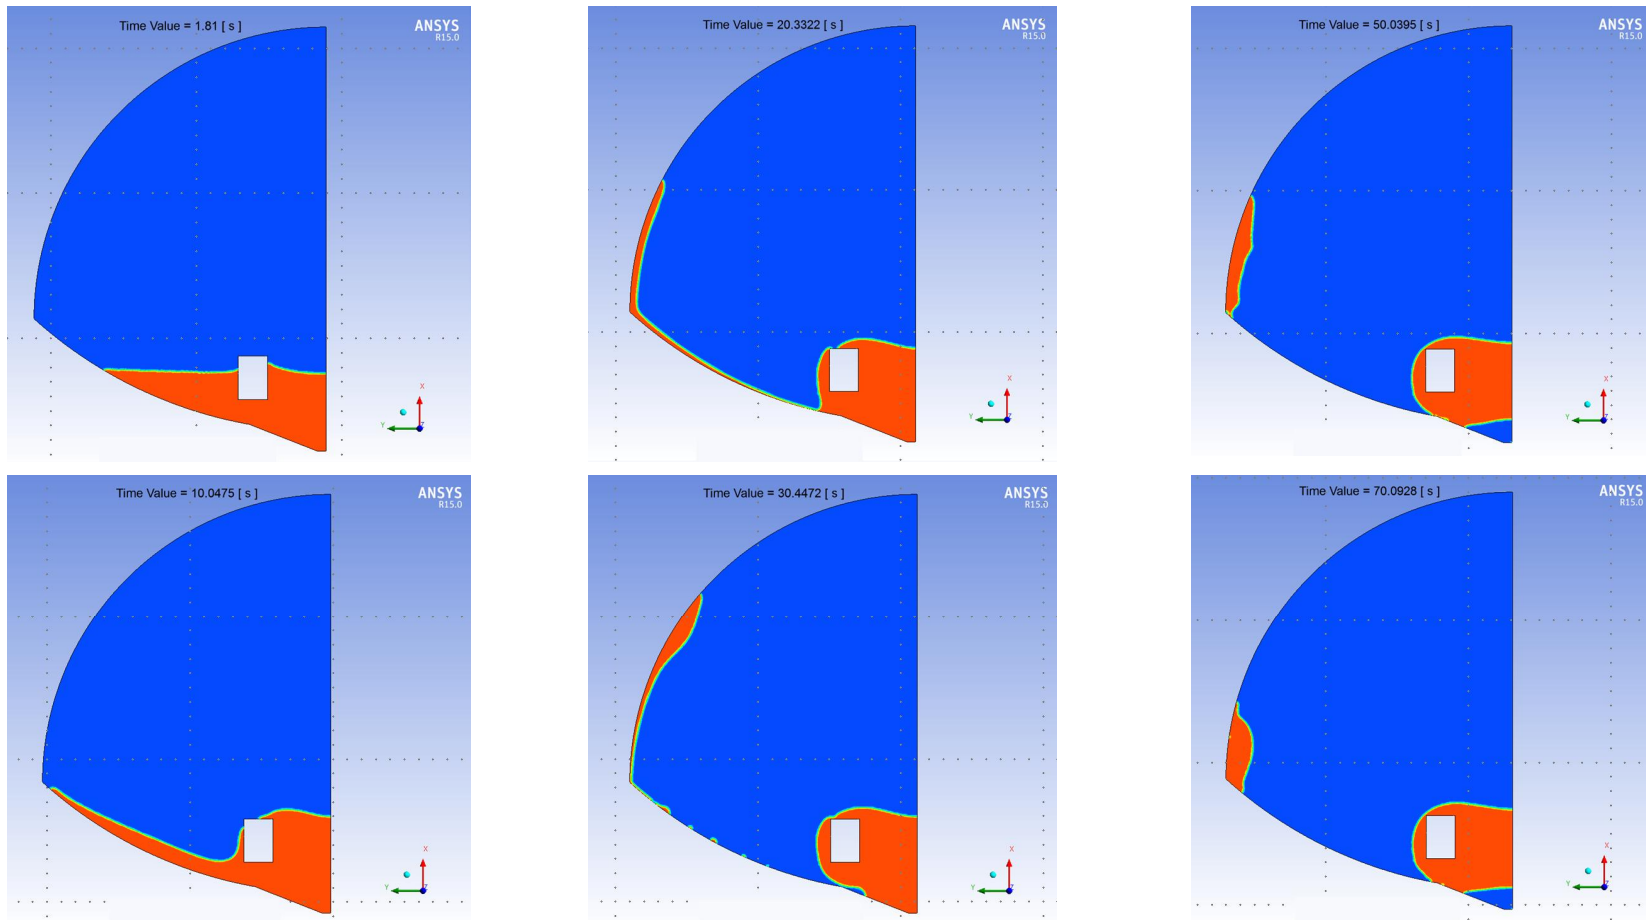 Time Value = 1.81 [ s ]
ANSYS
R15.0
X
Y
Z
Time Value = 20.3322 [ s ]
ANSYS
R15.0
X
Y
Z
Time Value = 50.0395 [ s ]
ANSYS
R15.0
X
Y
Z
Time Value = 10.0475 [ s ]
ANSYS
R15.0
X
Y
Z
Time Value = 30.4472 [ s ]
ANSYS
R15.0
X
Y
Z
Time Value = 70.0928 [ s ]
ANSYS
R15.0
X
Y
Z